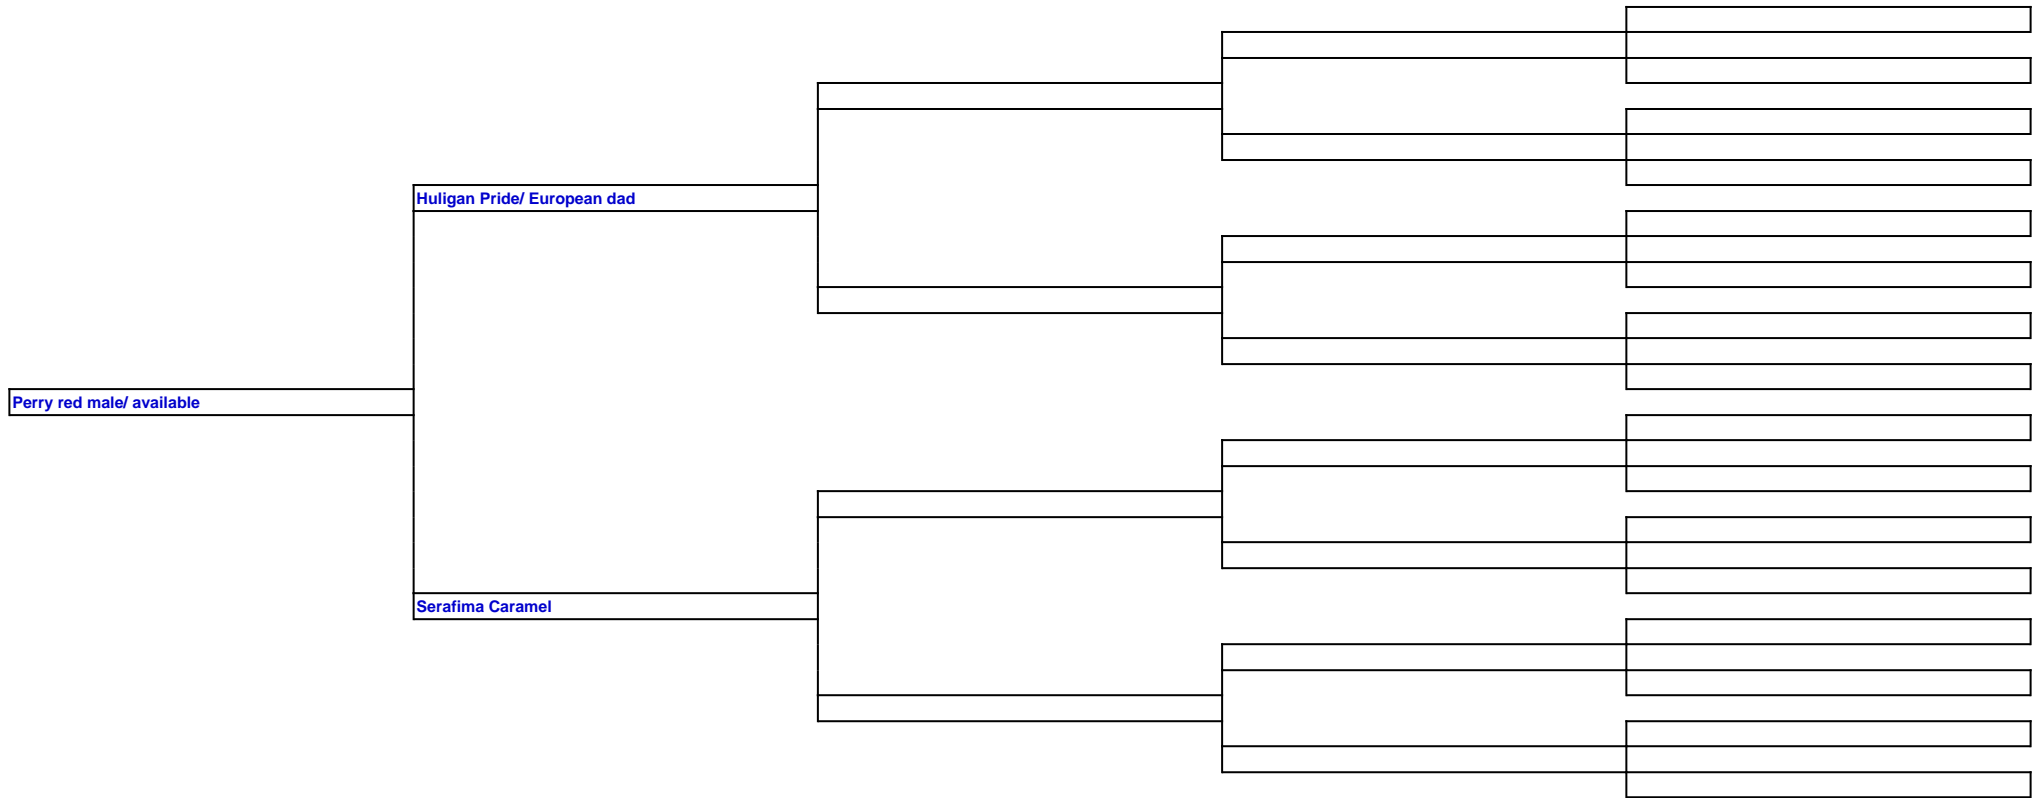 Huligan Pride/ European dad
Perry red male/ available
Serafima Caramel